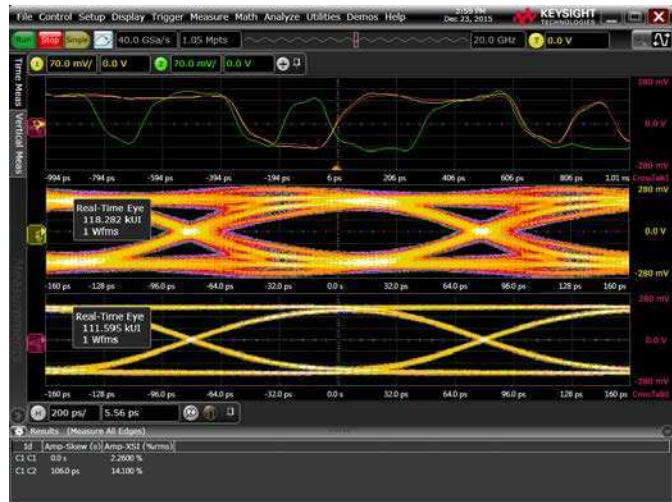 File Control Setup Display Trigger Measure Math Analyze Utilities Demos Help
2:59 PM
Dec 23, 2015
KEYSIGHT
TECHNOLOGIES
Run Stop Single 40.0 GSa/s 1.05 Mpts 20.0 GHz T 0.0 V
1 70.0 mV/ 0.0 V 2 70.0 mV/ 0.0 V
Time Meas
Vertical Meas
Measurements
280 mV
0.0 V
-280 mV
-994 ps -794 ps -594 ps -394 ps -194 ps 6 ps 206 ps 406 ps 606 ps 806 ps 1.01 ns CrossTalk1
Real-Time Eye
118.282 kUI
1 Wfms
280 mV
0.0 V
-280 mV
-160 ps -128 ps -96.0 ps -64.0 ps -32.0 ps 0.0 s 32.0 ps 64.0 ps 96.0 ps 128 ps 160 ps
Real-Time Eye
111.595 kUI
1 Wfms
0.0 V
-280 mV
-160 ps -128 ps -96.0 ps -64.0 ps -32.0 ps 0.0 s 32.0 ps 64.0 ps 96.0 ps 128 ps 160 ps CrossTalk1
H 200 ps/ 5.56 ps
Results (Measure All Edges)
Amp-Skew (s) Amp-XSI (%rms)
C1 C1 0.0 s 2.2600 %
C1 C2 106.0 ps 14.100 %